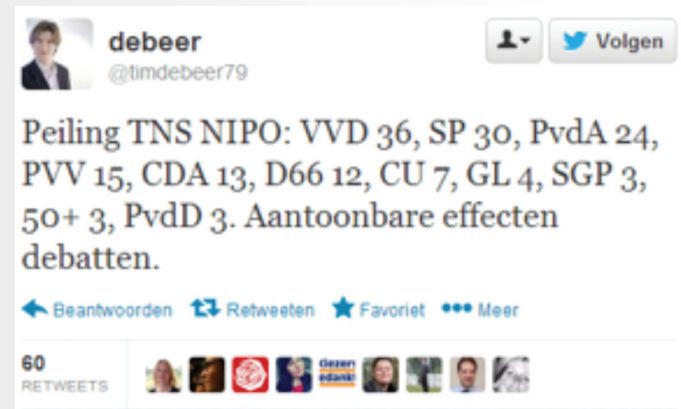 debeer
@timdebeer79
Volgen
Peiling TNS NIPO: VVD 36, SP 30, PvdA 24,
PVV 15, CDA 13, D66 12, CU 7, GL 4, SGP 3,
50+ 3, PvdD 3. Aantoonbare effecten
debatten.
Beantwoorden Retweeten Favoriet Meer
60
RETWEETS